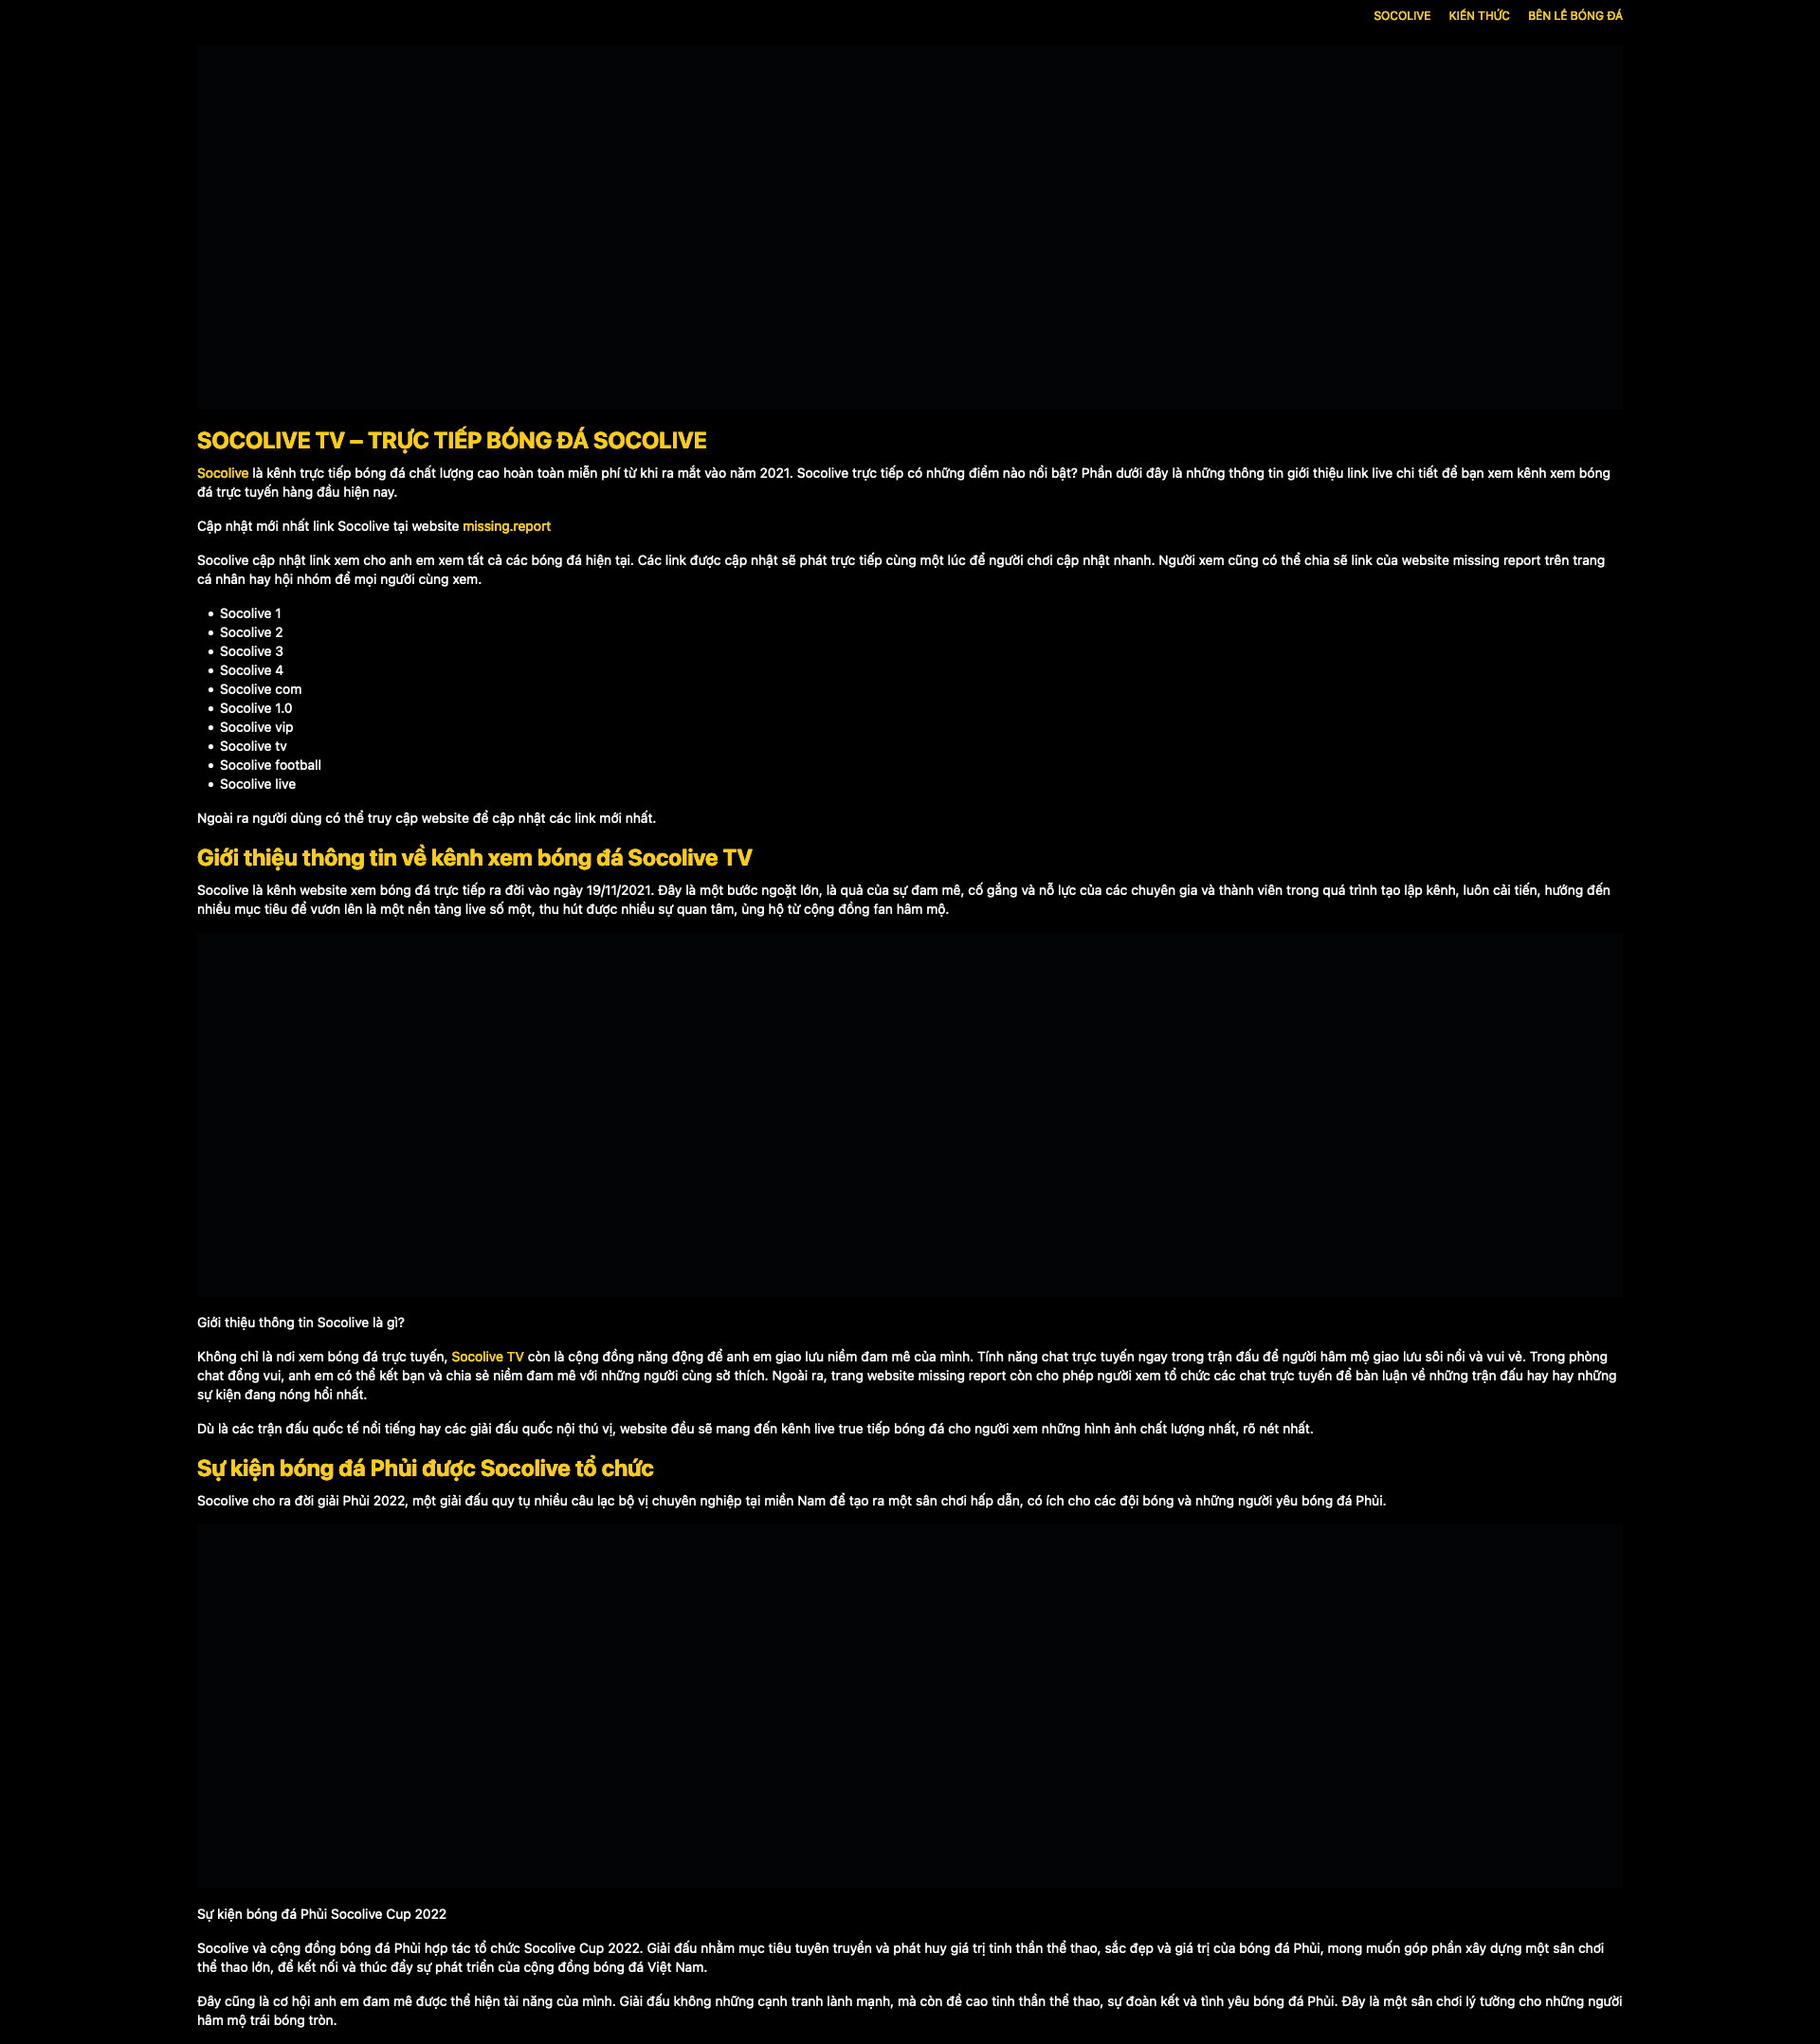 SOCOLIVE KIẾN THỨC BÊN LỀ BÓNG ĐÁ
SOCOLIVE TV – TRỰC TIẾP BÓNG ĐÁ SOCOLIVE
Socolive là kênh trực tiếp bóng đá chất lượng cao hoàn toàn miễn phí từ khi ra mắt vào năm 2021. Socolive trực tiếp có những điểm nào nổi bật? Phần dưới đây là những thông tin giới thiệu link live chi tiết để bạn xem kênh xem bóng
đá trực tuyến hàng đầu hiện nay.
Cập nhật mới nhất link Socolive tại website missing.report
Socolive cập nhật link xem cho anh em xem tất cả các bóng đá hiện tại. Các link được cập nhật sẽ phát trực tiếp cùng một lúc để người chơi cập nhật nhanh. Người xem cũng có thể chia sẽ link của website missing report trên trang
cá nhân hay hội nhóm để mọi người cùng xem.
• Socolive 1
• Socolive 2
• Socolive 3
• Socolive 4
• Socolive com
• Socolive 1.0
• Socolive vip
• Socolive tv
• Socolive football
• Socolive live
Ngoài ra người dùng có thể truy cập website để cập nhật các link mới nhất.
Giới thiệu thông tin về kênh xem bóng đá Socolive TV
Socolive là kênh website xem bóng đá trực tiếp ra đời vào ngày 19/11/2021. Đây là một bước ngoặt lớn, là quả của sự đam mê, cố gắng và nỗ lực của các chuyên gia và thành viên trong quá trình tạo lập kênh, luôn cải tiến, hướng đến
nhiều mục tiêu để vươn lên là một nền tảng live số một, thu hút được nhiều sự quan tâm, ủng hộ từ cộng đồng fan hâm mộ.
Giới thiệu thông tin Socolive là gì?
Không chỉ là nơi xem bóng đá trực tuyến, Socolive TV còn là cộng đồng năng động để anh em giao lưu niềm đam mê của mình. Tính năng chat trực tuyến ngay trong trận đấu để người hâm mộ giao lưu sôi nổi và vui vẻ. Trong phòng
chat đồng vui, anh em có thể kết bạn và chia sẻ niềm đam mê với những người cùng sở thích. Ngoài ra, trang website missing report còn cho phép người xem tổ chức các chat trực tuyến để bàn luận về những trận đấu hay hay những
sự kiện đang nóng hổi nhất.
Dù là các trận đấu quốc tế nổi tiếng hay các giải đấu quốc nội thú vị, website đều sẽ mang đến kênh live true tiếp bóng đá cho người xem những hình ảnh chất lượng nhất, rõ nét nhất.
Sự kiện bóng đá Phủi được Socolive tổ chức
Socolive cho ra đời giải Phủi 2022, một giải đấu quy tụ nhiều câu lạc bộ vị chuyên nghiệp tại miền Nam để tạo ra một sân chơi hấp dẫn, có ích cho các đội bóng và những người yêu bóng đá Phủi.
Sự kiện bóng đá Phủi Socolive Cup 2022
Socolive và cộng đồng bóng đá Phủi hợp tác tổ chức Socolive Cup 2022. Giải đấu nhằm mục tiêu tuyên truyền và phát huy giá trị tinh thần thể thao, sắc đẹp và giá trị của bóng đá Phủi, mong muốn góp phần xây dựng một sân chơi
thể thao lớn, để kết nối và thúc đẩy sự phát triển của cộng đồng bóng đá Việt Nam.
Đây cũng là cơ hội anh em đam mê được thể hiện tài năng của mình. Giải đấu không những cạnh tranh lành mạnh, mà còn đề cao tinh thần thể thao, sự đoàn kết và tình yêu bóng đá Phủi. Đây là một sân chơi lý tưởng cho những người
hâm mộ trái bóng tròn.